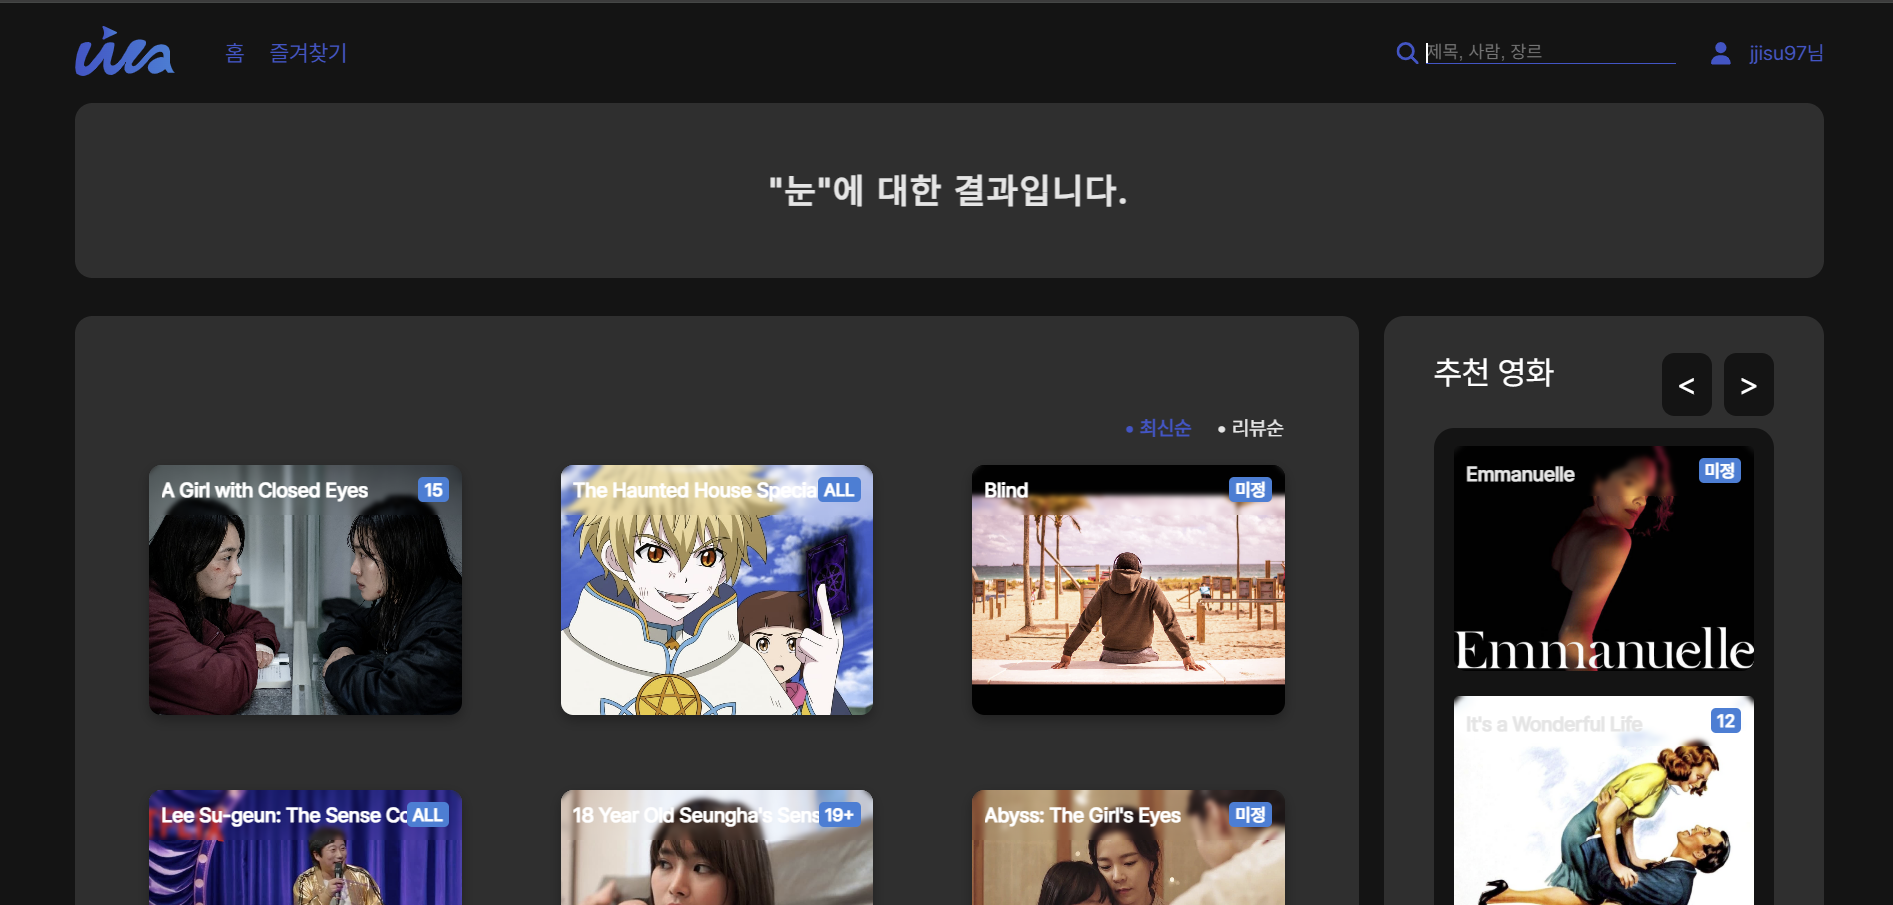 vica
홈 즐겨찾기
제목, 사람, 장르
jjisu97님
"눈"에 대한 결과입니다.
• 최신순 • 리뷰순
A Girl with Closed Eyes 15
The Haunted House Specia ALL
Blind 미정
Lee Su-geun: The Sense Co ALL
18 Year Old Seungha's Sens 19+
Abyss: The Girl's Eyes 미정
추천 영화
< >
Emmanuelle 미정
Emmanuelle
It's a Wonderful Life 12